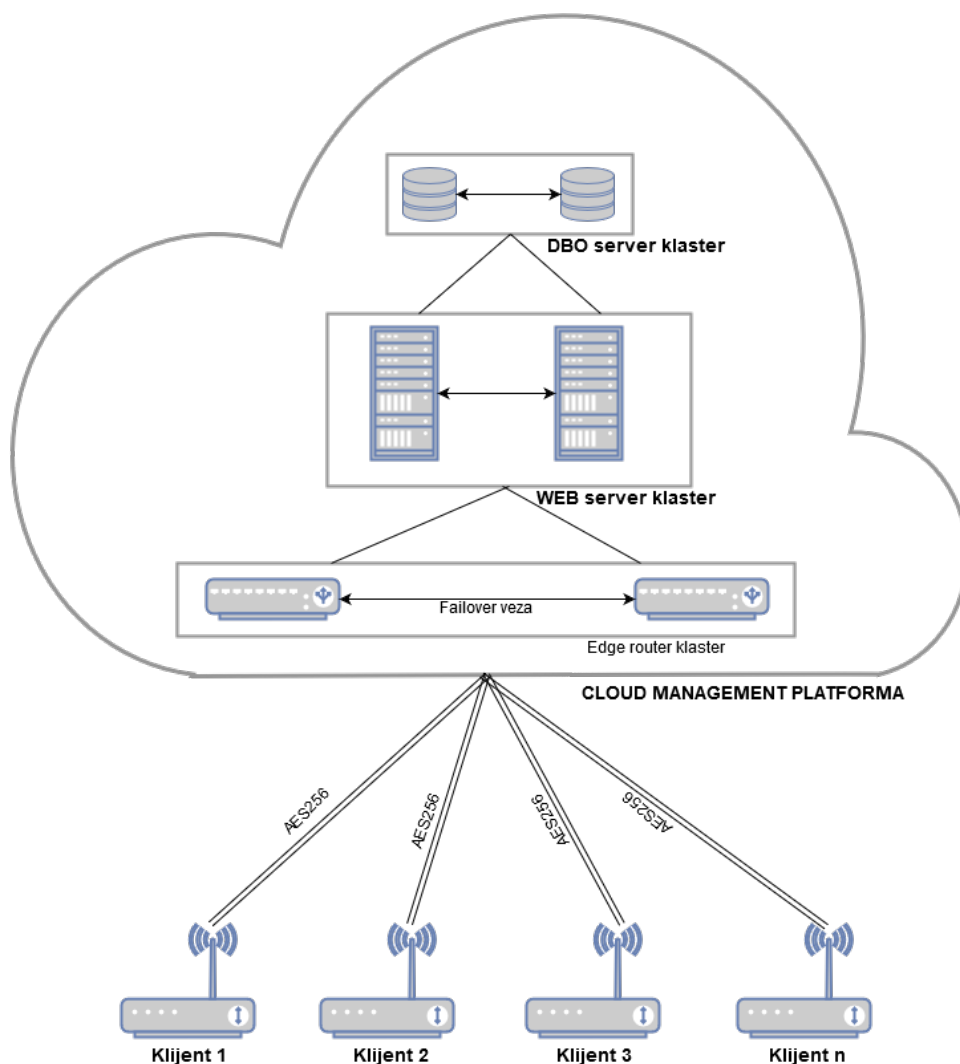 DBO server klaster
WEB server klaster
Failover veza
Edge router klaster
CLOUD MANAGEMENT PLATFORMA
AES256
AES256
AES256
AES256
Klijent 1
Klijent 2
Klijent 3
Klijent n